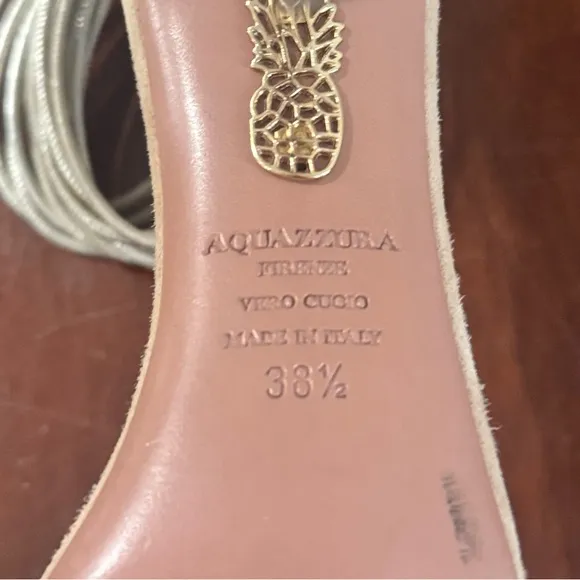 AQUAZZURA
FIRENZE
VERO CUOIO
MADE IN ITALY
38½